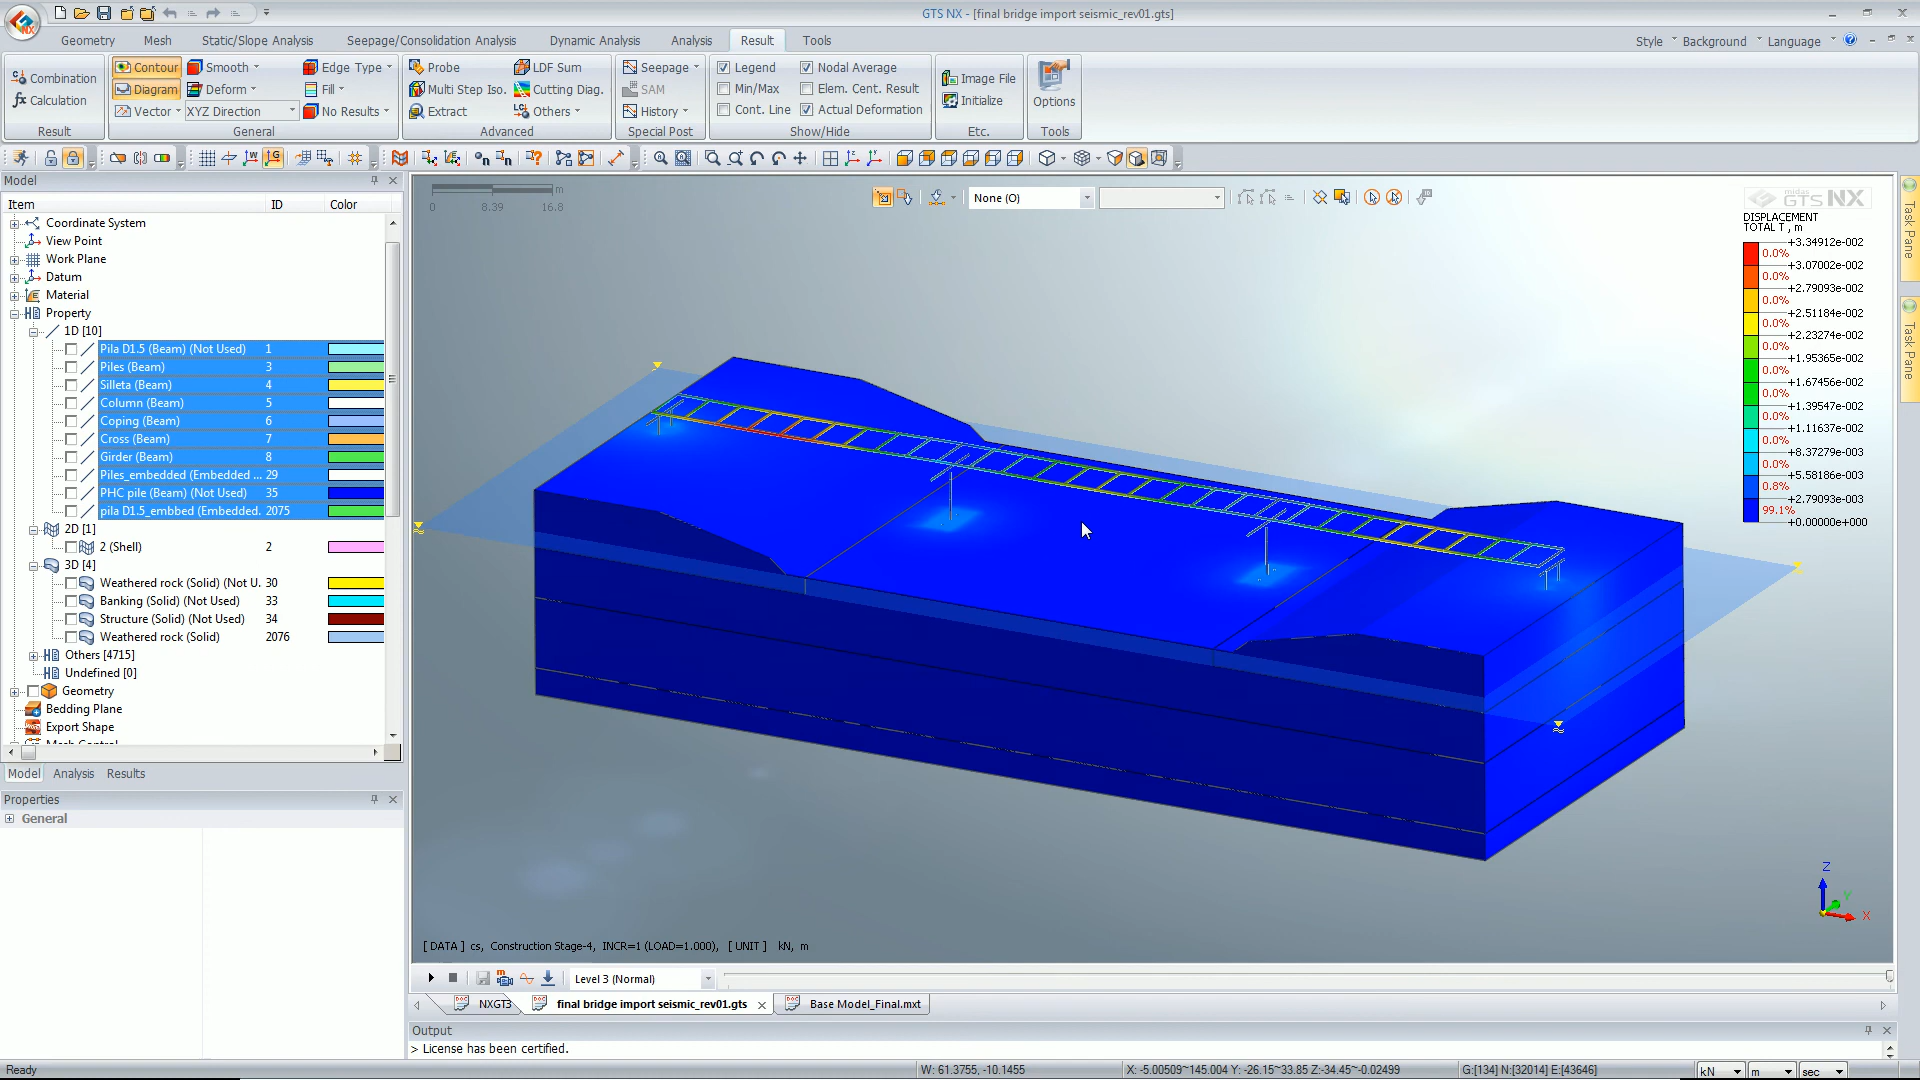 GTS NX - [final bridge import seismic_rev01.gts]
Geometry Mesh Static/Slope Analysis Seepage/Consolidation Analysis Dynamic Analysis Analysis Result Tools
Style Background Language
Combination
Calculation
Result
Contour Smooth Edge Type
Diagram Deform Fill
Vector XYZ Direction No Results
General
Probe LDF Sum
Multi Step Iso. Cutting Diag.
Extract Others
Advanced
Seepage
SAM
History
Special Post
Legend Nodal Average
Min/Max Elem. Cent. Result
Cont. Line Actual Deformation
Show/Hide
Image File
Initialize
Etc.
Options
Tools
Model
Item ID Color
Coordinate System
View Point
Work Plane
Datum
Material
Property
1D [10]
Pila D1.5 (Beam) (Not Used) 1
Piles (Beam) 3
Silleta (Beam) 4
Column (Beam) 5
Coping (Beam) 6
Cross (Beam) 7
Girder (Beam) 8
Piles_embedded (Embedded ... 29
PHC pile (Beam) (Not Used) 35
pila D1.5_embbed (Embedded. 2075
2D [1]
2 (Shell) 2
3D [4]
Weathered rock (Solid) (Not U. 30
Banking (Solid) (Not Used) 33
Structure (Solid) (Not Used) 34
Weathered rock (Solid) 2076
Others [4715]
Undefined [0]
Geometry
Bedding Plane
Export Shape
Model Analysis Results
Properties
General
m
0 8.39 16.8
None (O)
midas GTS NX
DISPLACEMENT
TOTAL T , m
+3.34912e-002
0.0%
+3.07002e-002
0.0%
+2.79093e-002
0.0%
+2.51184e-002
0.0%
+2.23274e-002
0.0%
+1.95365e-002
0.0%
+1.67456e-002
0.0%
+1.39547e-002
0.0%
+1.11637e-002
0.0%
+8.37279e-003
0.0%
+5.58186e-003
0.8%
+2.79093e-003
99.1%
+0.00000e+000
Task Pane
Task Pane
Z
Y
X
[ DATA ] cs, Construction Stage-4, INCR=1 (LOAD=1.000), [ UNIT ] kN, m
Level 3 (Normal)
NXGT3 final bridge import seismic_rev01.gts Base Model_Final.mxt
Output
> License has been certified.
Ready
W: 61.3755, -10.1455
X: -5.00509~145.004 Y: -26.15~33.85 Z:-34.45~-0.02499
G:[134] N:[32014] E:[43646]
kN m sec